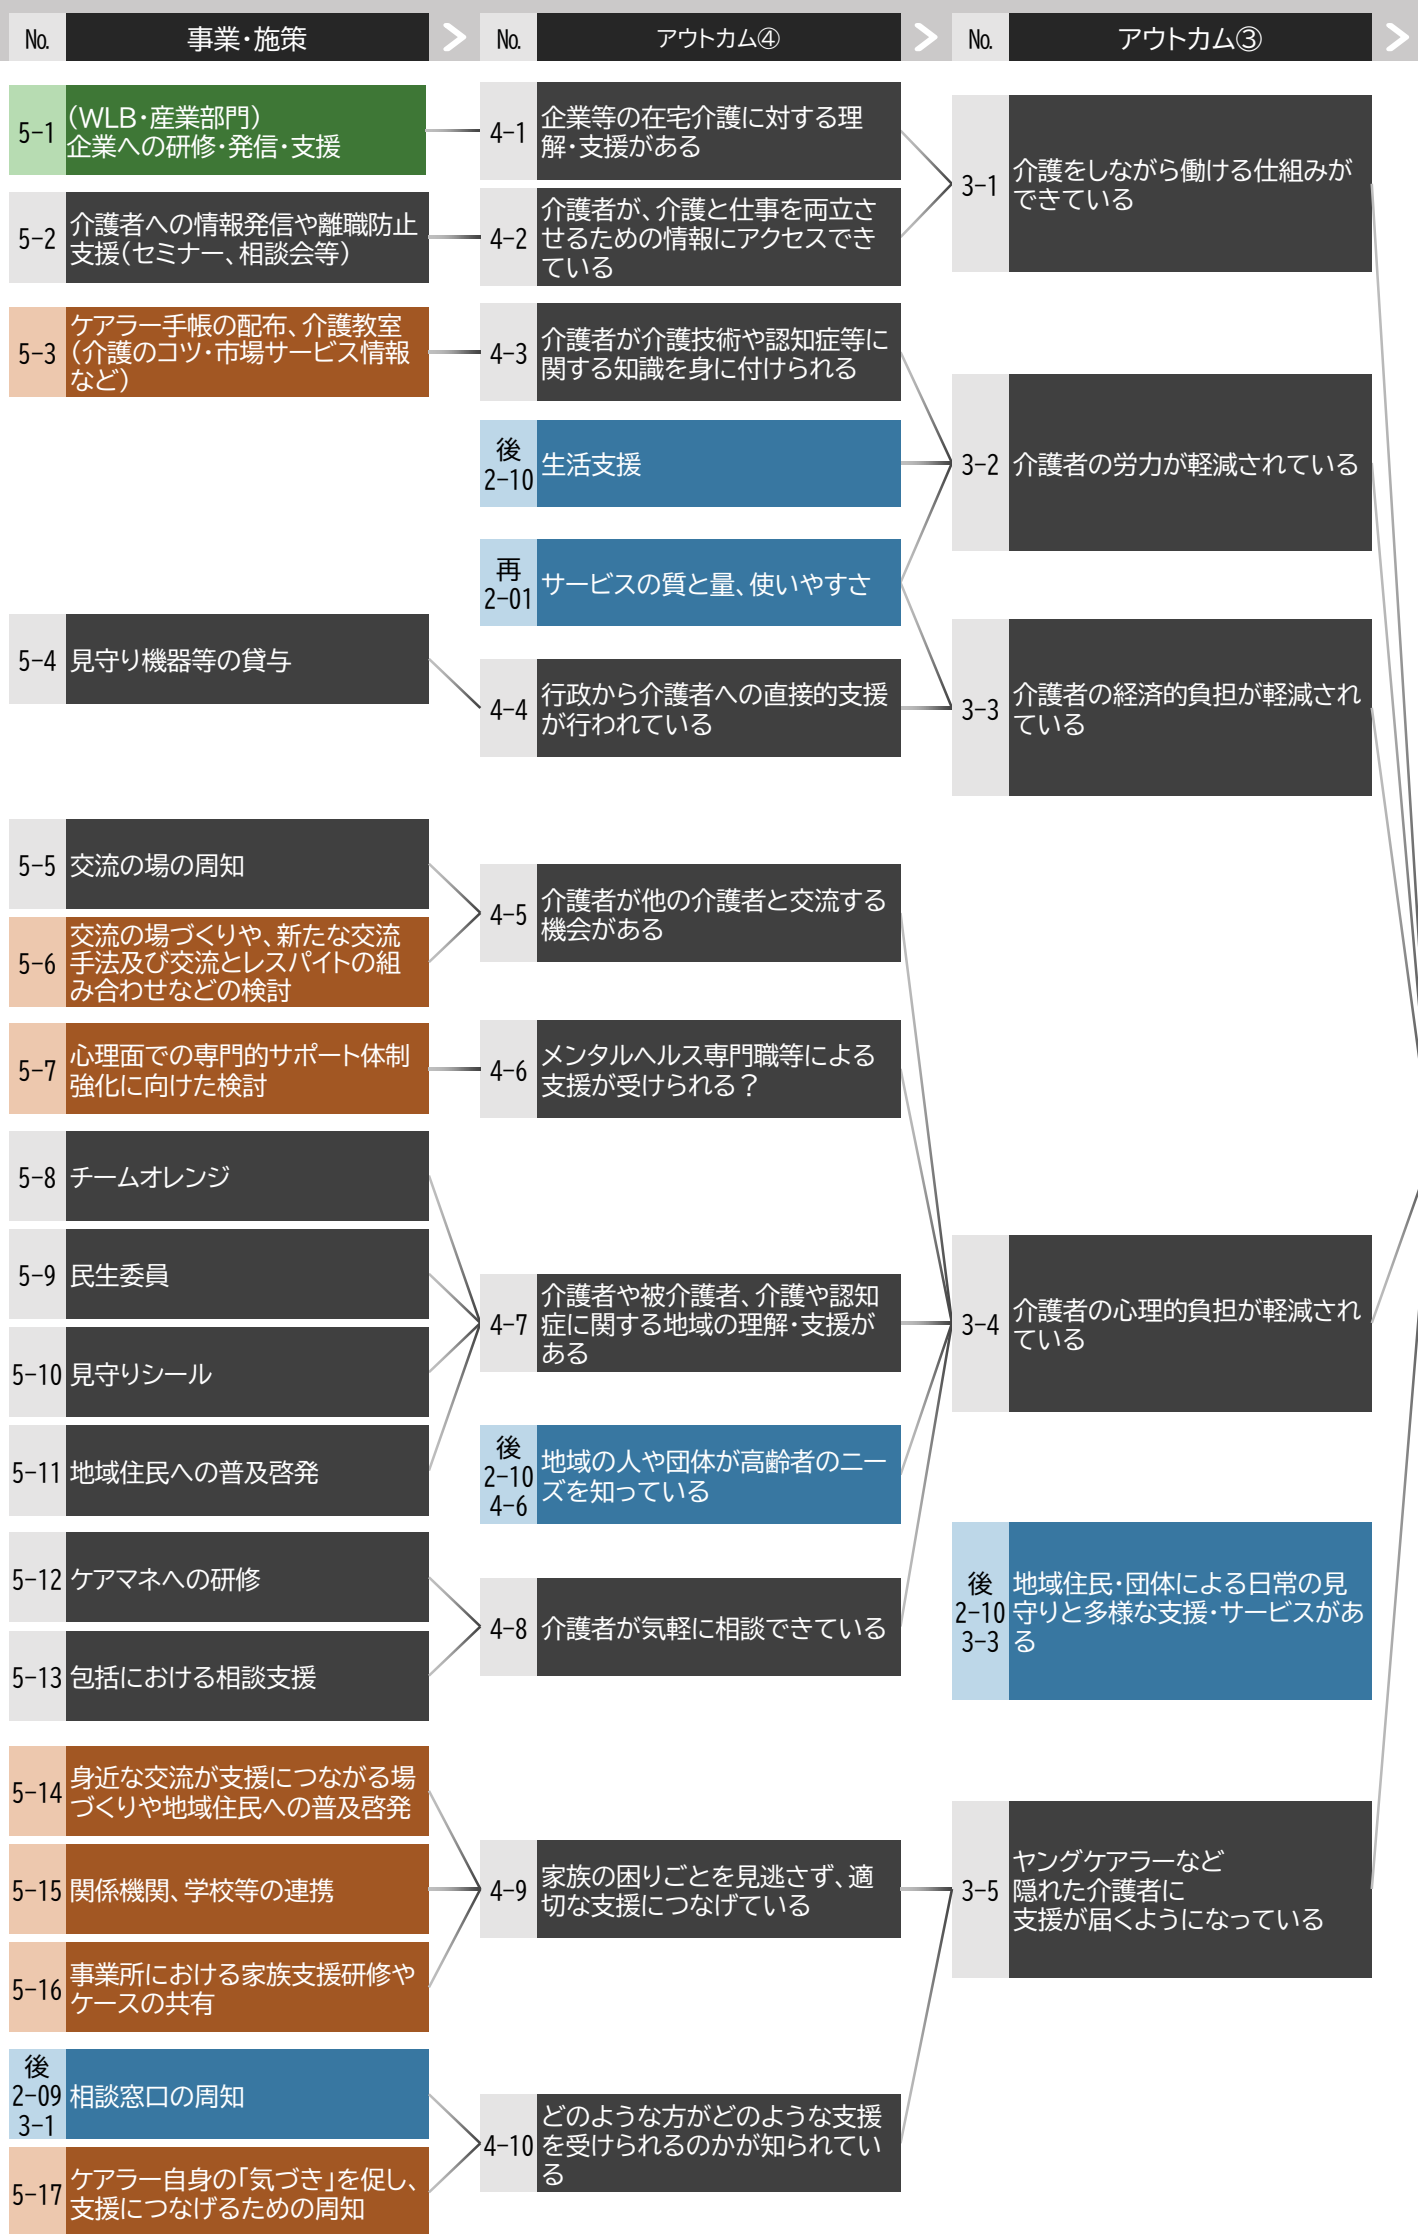 No.
事業・施策
No.
アウトカム④
No.
アウトカム③
5-1
（WLB・産業部門）
企業への研修・発信・支援
5-2
介護者への情報発信や離職防止
支援（セミナー、相談会等）
5-3
ケアラー手帳の配布、介護教室
（介護のコツ・市場サービス情報
など）
5-4
見守り機器等の貸与
5-5
交流の場の周知
5-6
交流の場づくりや、新たな交流
手法及び交流とレスパイトの組
み合わせなどの検討
5-7
心理面での専門的サポート体制
強化に向けた検討
5-8
チームオレンジ
5-9
民生委員
5-10
見守りシール
5-11
地域住民への普及啓発
5-12
ケアマネへの研修
5-13
包括における相談支援
5-14
身近な交流が支援につながる場
づくりや地域住民への普及啓発
5-15
関係機関、学校等の連携
5-16
事業所における家族支援研修や
ケースの共有
後
2-09
3-1
相談窓口の周知
5-17
ケアラー自身の「気づき」を促し、
支援につなげるための周知
4-1
企業等の在宅介護に対する理
解・支援がある
4-2
介護者が、介護と仕事を両立さ
せるための情報にアクセスでき
ている
4-3
介護者が介護技術や認知症等に
関する知識を身に付けられる
後
2-10
生活支援
再
2-01
サービスの質と量、使いやすさ
4-4
行政から介護者への直接的支援
が行われている
4-5
介護者が他の介護者と交流する
機会がある
4-6
メンタルヘルス専門職等による
支援が受けられる？
4-7
介護者や被介護者、介護や認知
症に関する地域の理解・支援が
ある
後
2-10
4-6
地域の人や団体が高齢者のニー
ズを知っている
4-8
介護者が気軽に相談できている
4-9
家族の困りごとを見逃さず、適
切な支援につなげている
4-10
どのような方がどのような支援
を受けられるのかが知られてい
る
3-1
介護をしながら働ける仕組みが
できている
3-2
介護者の労力が軽減されている
3-3
介護者の経済的負担が軽減され
ている
3-4
介護者の心理的負担が軽減され
ている
後
2-10
3-3
地域住民・団体による日常の見
守りと多様な支援・サービスがあ
る
3-5
ヤングケアラーなど
隠れた介護者に
支援が届くようになっている